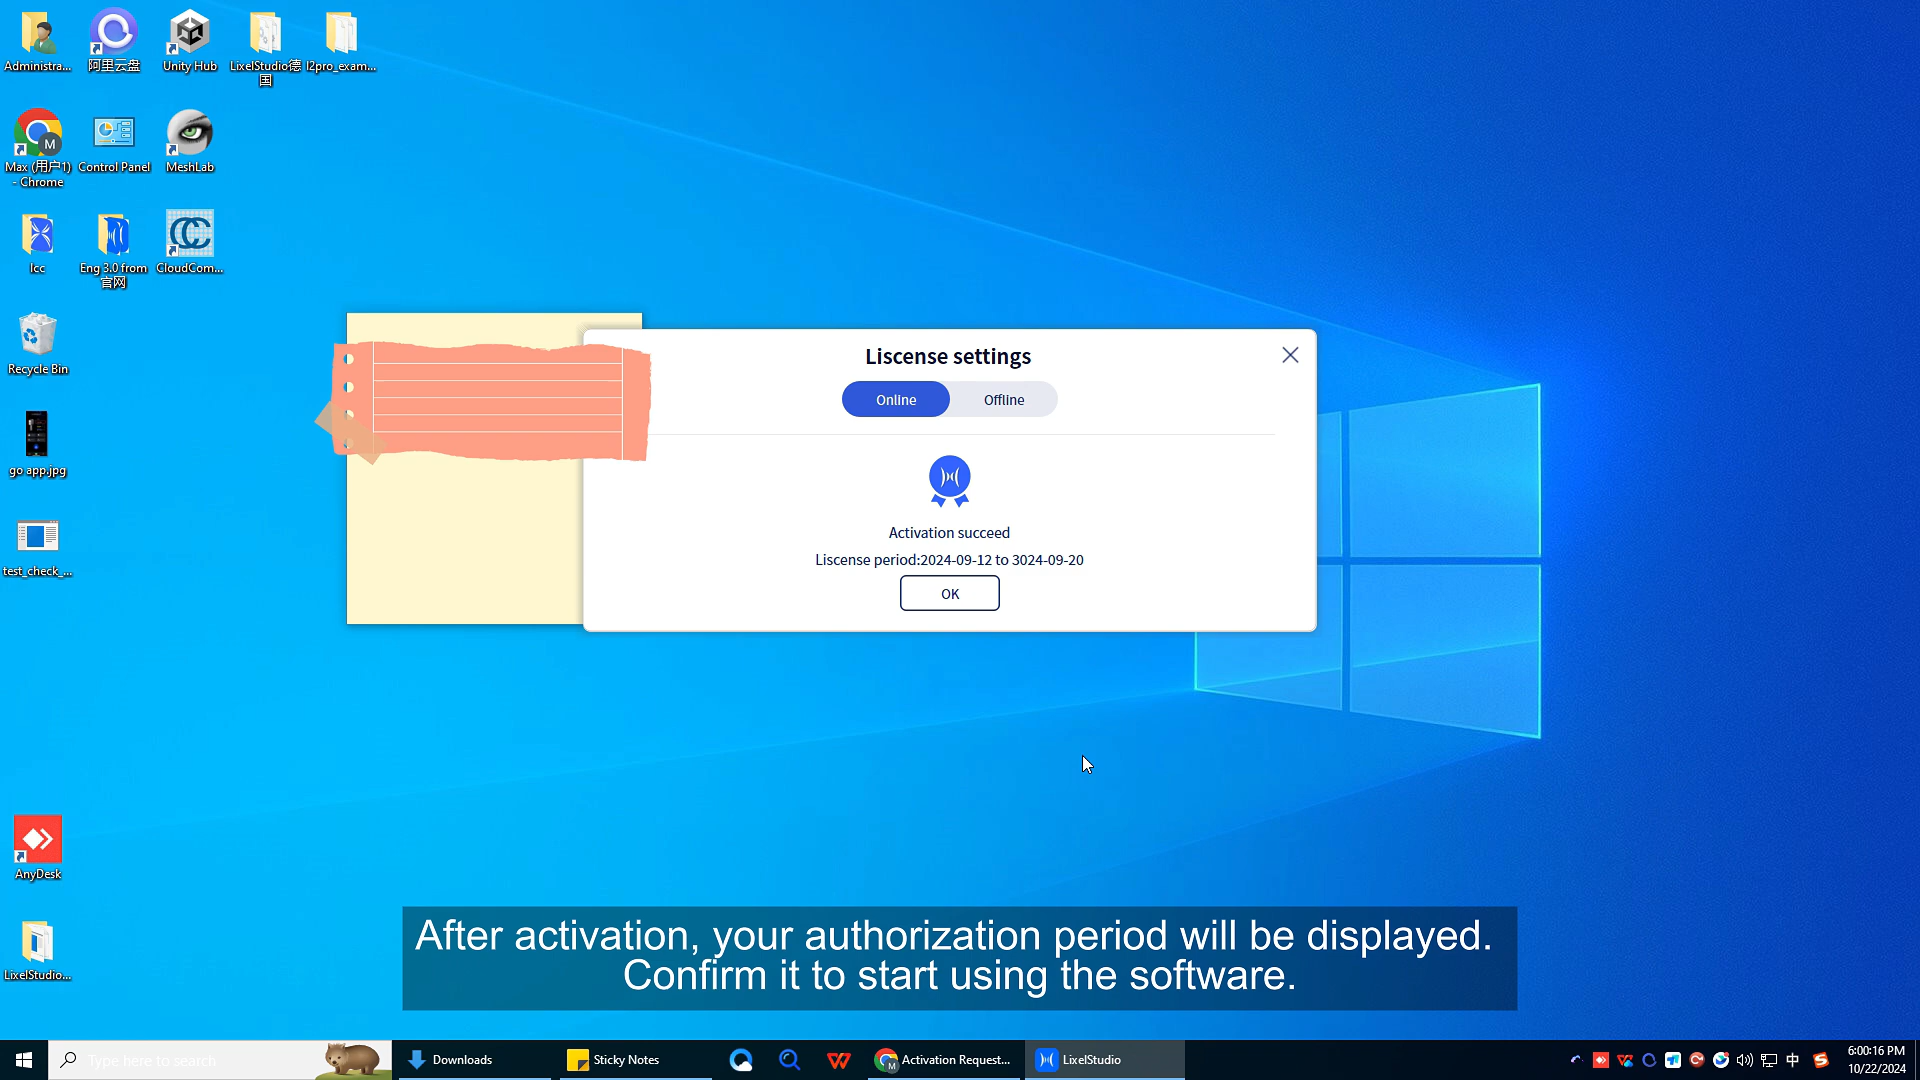 Administra...
阿里云盘
Unity Hub
LixelStudio德
国
l2pro_exam...
Max (用户1)
- Chrome
Control Panel
MeshLab
lcc
Eng 3.0 from
官网
CloudCom...
Recycle Bin
go app.jpg
test_check_...
AnyDesk
LixelStudio...
Liscense settings
Online
Offline
Activation succeed
Liscense period:2024-09-12 to 3024-09-20
OK
After activation, your authorization period will be displayed.
Confirm it to start using the software.
Type here to search
Downloads
Sticky Notes
Activation Request...
LixelStudio
中
6:00:16 PM
10/22/2024